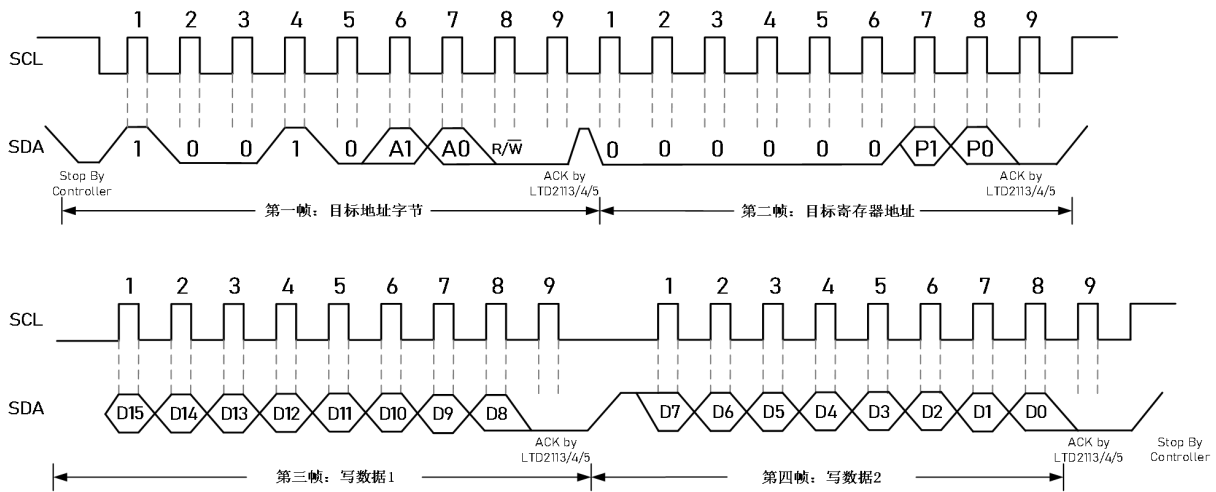 1 2 3 4 5 6 7 8 9 1 2 3 4 5 6 7 8 9
SCL
SDA 1 0 0 1 0 A1 A0 R/W̅ 0 0 0 0 0 0 P1 P0
Stop By
Controller
ACK by
LTD2113/4/5
ACK by
LTD2113/4/5
第一帧：目标地址字节
第二帧：目标寄存器地址
1 2 3 4 5 6 7 8 9 1 2 3 4 5 6 7 8 9
SCL
SDA D15 D14 D13 D12 D11 D10 D9 D8 D7 D6 D5 D4 D3 D2 D1 D0
ACK by
LTD2113/4/5
ACK by
LTD2113/4/5
Stop By
Controller
第三帧：写数据1
第四帧：写数据2